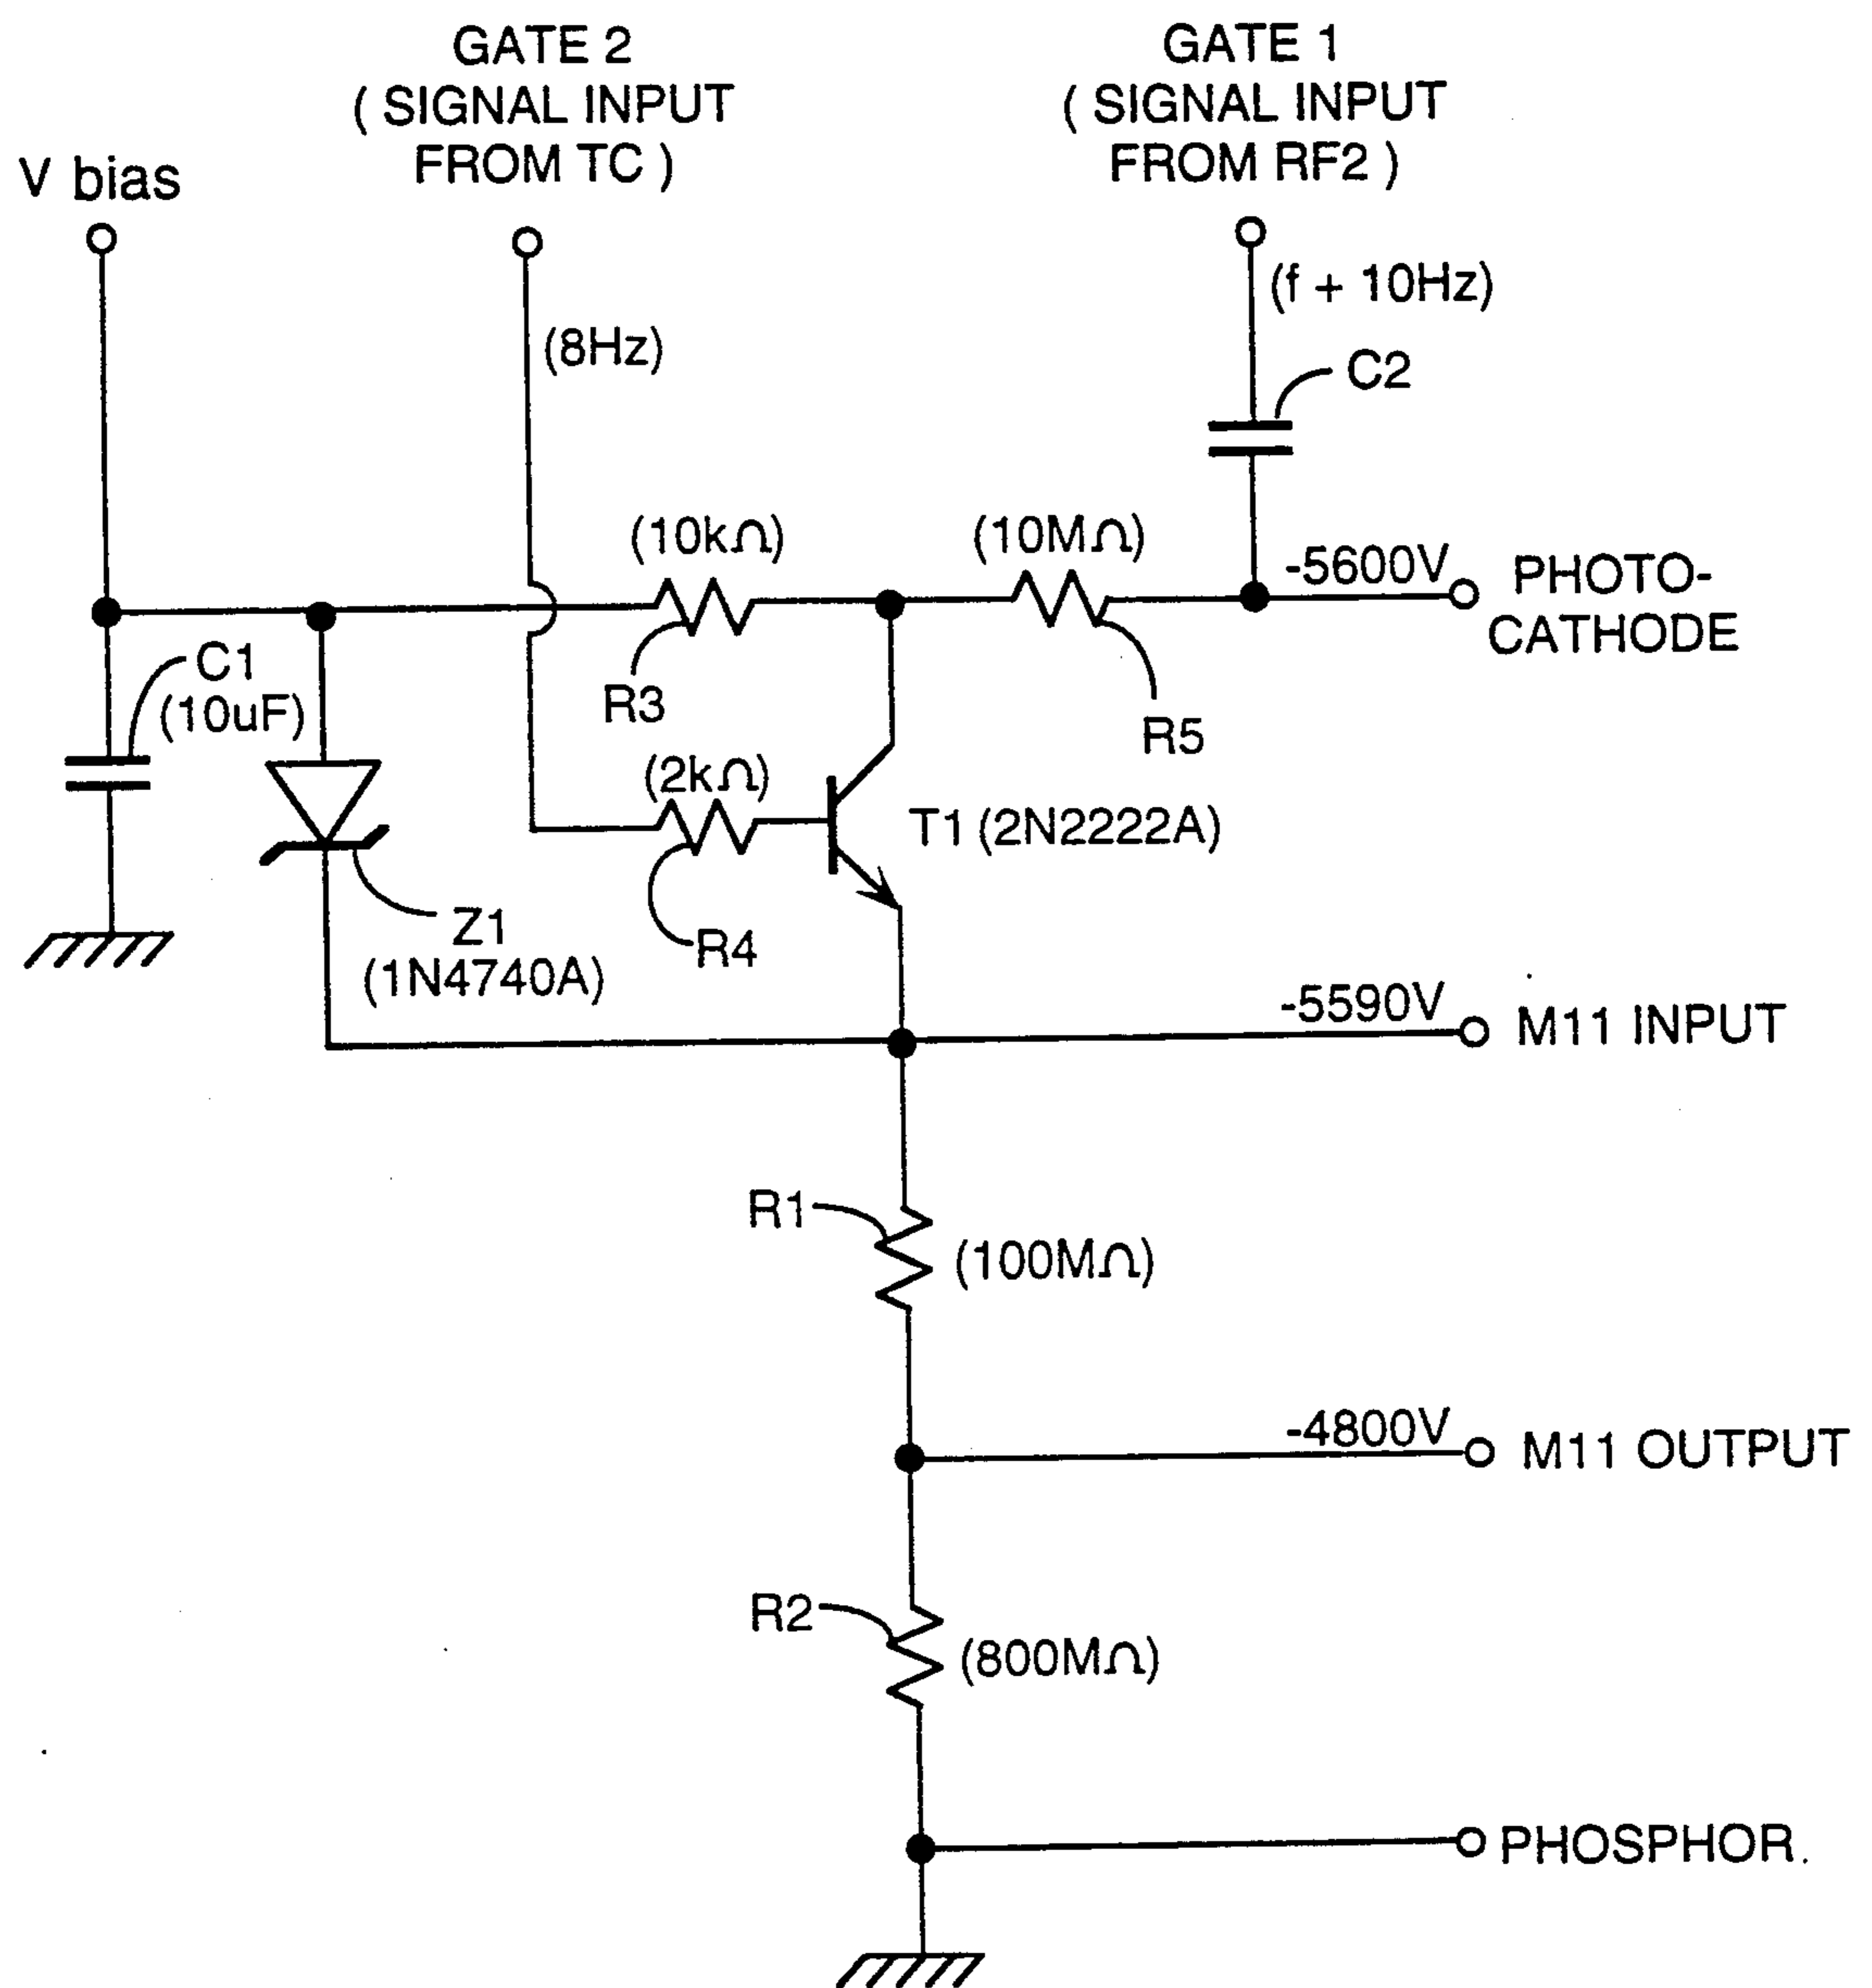 GATE 2
( SIGNAL INPUT
FROM TC )
GATE 1
( SIGNAL INPUT
FROM RF2 )
V bias
(f + 10Hz)
(8Hz)
C2
(10kΩ)
(10MΩ)
-5600V
PHOTO-
CATHODE
C1
(10uF)
R3
R5
(2kΩ)
T1 (2N2222A)
Z1
(1N4740A)
R4
-5590V
M11 INPUT
R1
(100MΩ)
-4800V
M11 OUTPUT
R2
(800MΩ)
PHOSPHOR.